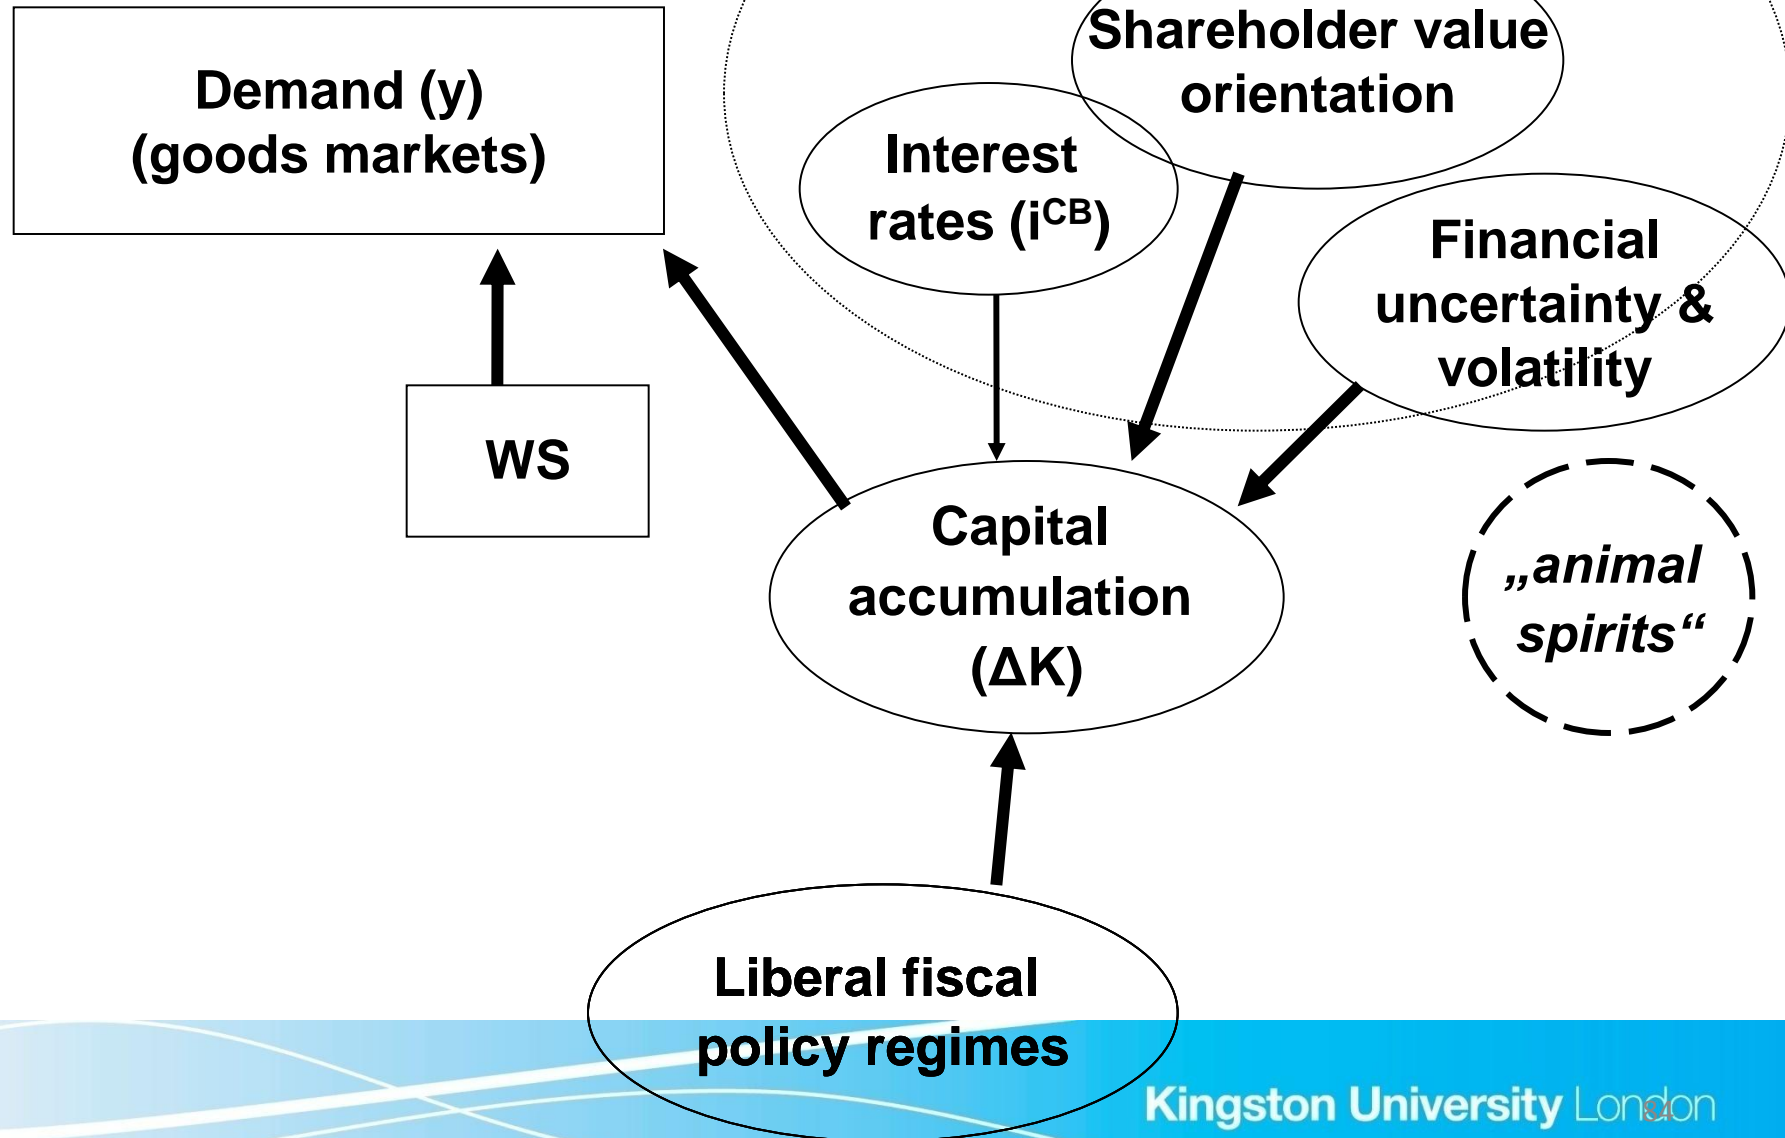 Shareholder value
orientation
Demand (y)
(goods markets)
Interest
rates (iᶜᴮ)
Financial
uncertainty &
volatility
WS
Capital
accumulation
(ΔK)
„animal
spirits“
Liberal fiscal
policy regimes
Kingston University London
84